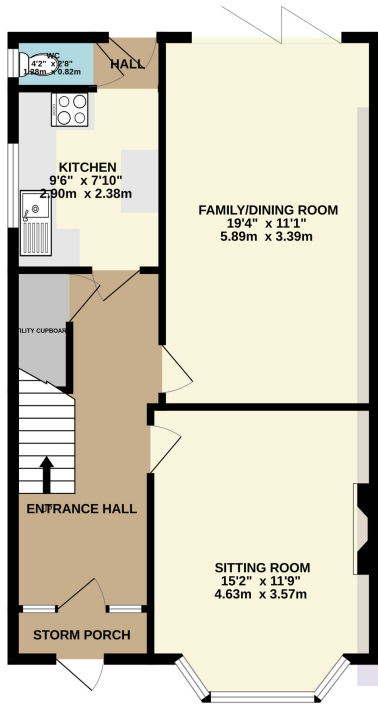 WC
4'2" x 2'8"
1.28m x 0.82m
HALL
KITCHEN
9'6" x 7'10"
2.90m x 2.38m
FAMILY/DINING ROOM
19'4" x 11'1"
5.89m x 3.39m
TILITY CUPBOAR
ENTRANCE HALL
SITTING ROOM
15'2" x 11'9"
4.63m x 3.57m
STORM PORCH